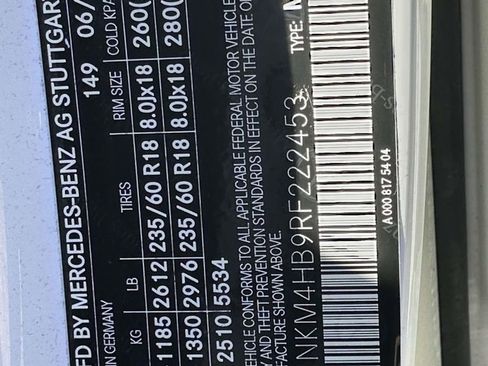 FD BY MERCEDES-BENZ AG STUTTGAR
IN GERMANY 149 06/
KG LB TIRES RIM SIZE COLD KPA
1185 2612 235/60 R18 8.0Jx18 260(
1350 2976 235/60 R18 8.0Jx18 280(
2510 5534
VEHICLE CONFORMS TO ALL APPLICABLE FEDERAL MOTOR VEHICLE
Y AND THEFT PREVENTION STANDARDS IN EFFECT ON THE DATE O
FACTURE SHOWN ABOVE.
NKM4HB9RF222453 TYPE:
A 000 817 54 04